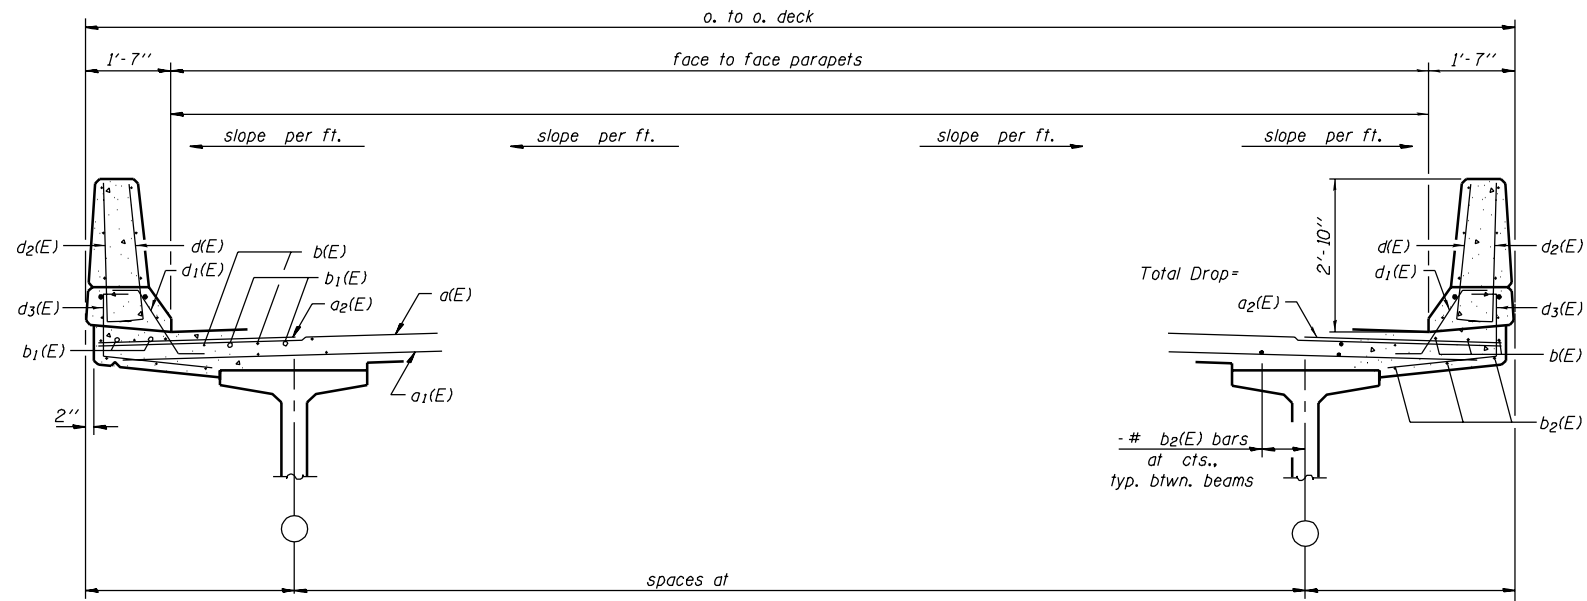 o. to o. deck
1'-7"
face to face parapets
1'-7"
slope per ft.
slope per ft.
slope per ft.
slope per ft.
d2(E)
d(E)
b(E)
d1(E)
b1(E)
a2(E)
a(E)
d3(E)
b1(E)
a1(E)
2"
2'-10"
Total Drop=
d(E)
d2(E)
d1(E)
a2(E)
d3(E)
b(E)
b2(E)
- # b2(E) bars
at cts.,
typ. btwn. beams
spaces at